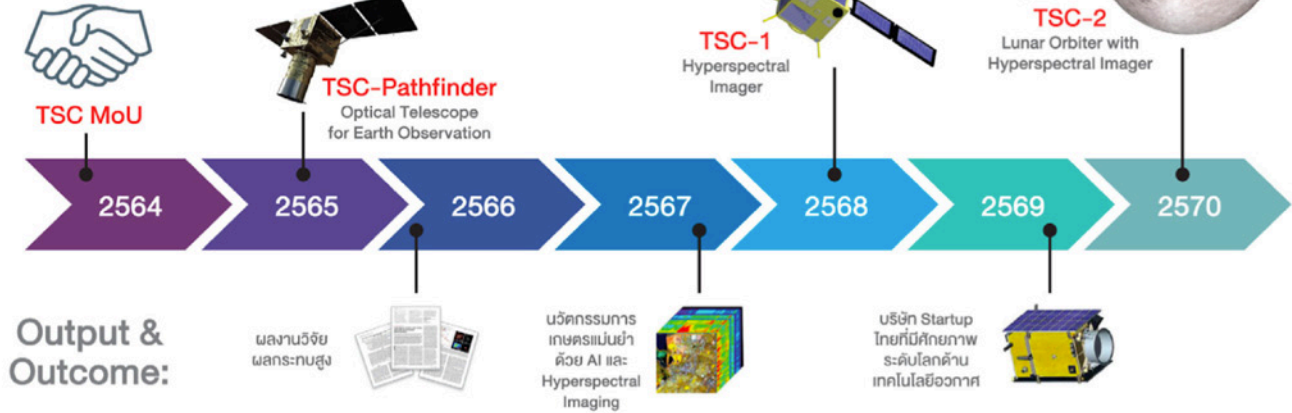 TSC MoU
TSC-Pathfinder
Optical Telescope
for Earth Observation
TSC-1
Hyperspectral
Imager
TSC-2
Lunar Orbiter with
Hyperspectral Imager
2564
2565
2566
2567
2568
2569
2570
Output &
Outcome:
ผลงานวิจัย
ผลกระทบสูง
นวัตกรรมการ
เกษตรแม่นยำ
ด้วย AI และ
Hyperspectral
Imaging
บริษัท Startup
ไทยที่มีศักยภาพ
ระดับโลกด้าน
เทคโนโลยีอวกาศ